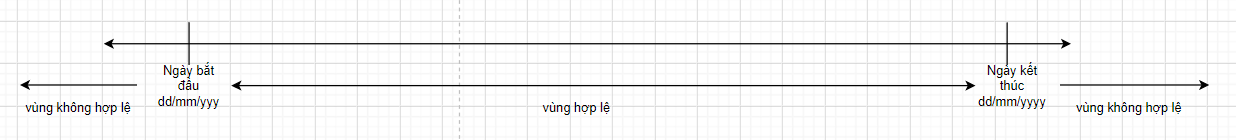 Ngày bắt
đầu
dd/mm/yyy
Ngày kết
thúc
dd/mm/yyyy
vùng không hợp lệ
vùng hợp lệ
vùng không hợp lệ